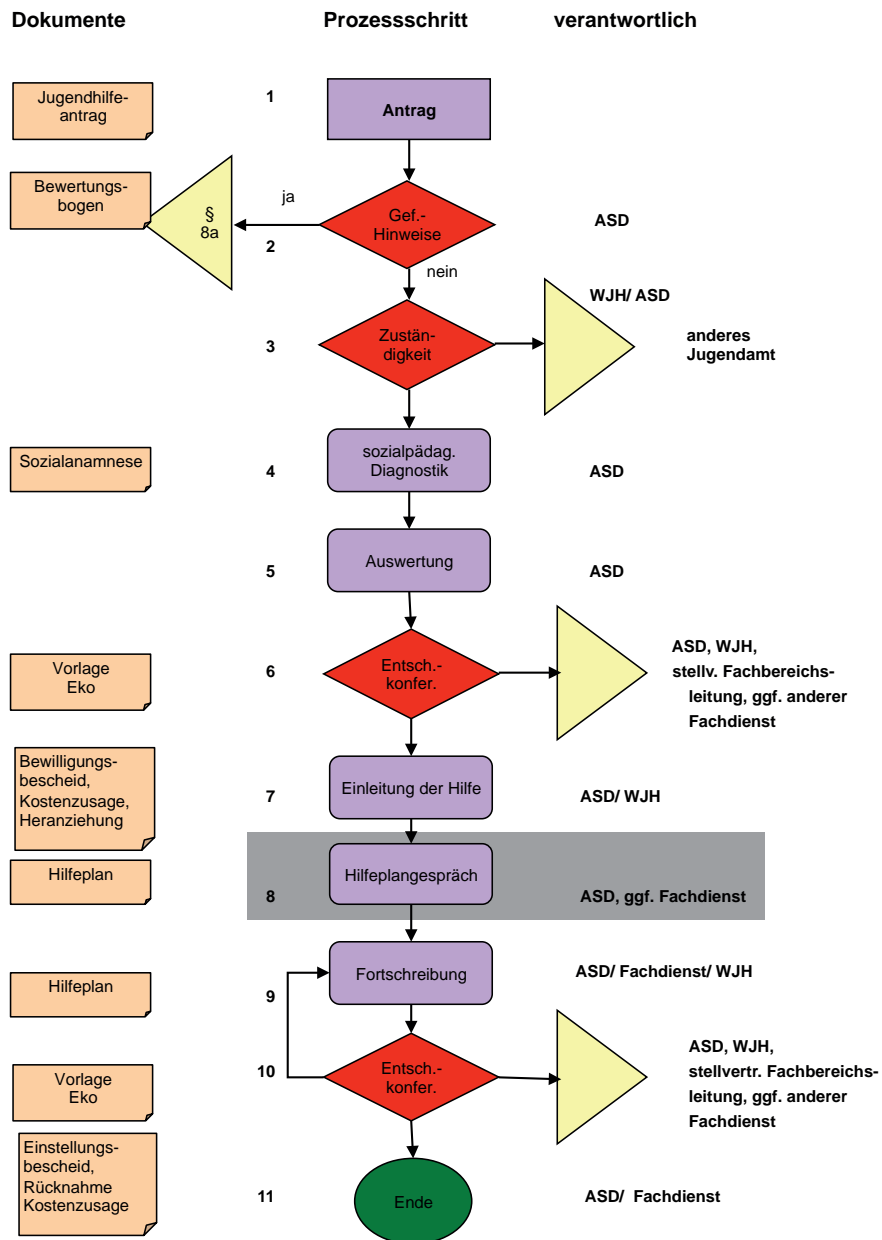 Dokumente
Prozessschritt
verantwortlich
Jugendhilfe-
antrag
1
Antrag
Bewertungs-
bogen
§
8a
ja
2
Gef.-
Hinweise
ASD
nein
3
Zustän-
digkeit
WJH/ ASD
anderes
Jugendamt
Sozialanamnese
4
sozialpädag.
Diagnostik
ASD
5
Auswertung
ASD
Vorlage
Eko
6
Entsch.-
konfer.
ASD, WJH,
stellv. Fachbereichs-
leitung, ggf. anderer
Fachdienst
Bewilligungs-
bescheid,
Kostenzusage,
Heranziehung
7
Einleitung der Hilfe
ASD/ WJH
Hilfeplan
8
Hilfeplangespräch
ASD, ggf. Fachdienst
Hilfeplan
9
Fortschreibung
ASD/ Fachdienst/ WJH
Vorlage
Eko
10
Entsch.-
konfer.
ASD, WJH,
stellvertr. Fachbereichs-
leitung, ggf. anderer
Fachdienst
Einstellungs-
bescheid,
Rücknahme
Kostenzusage
11
Ende
ASD/ Fachdienst